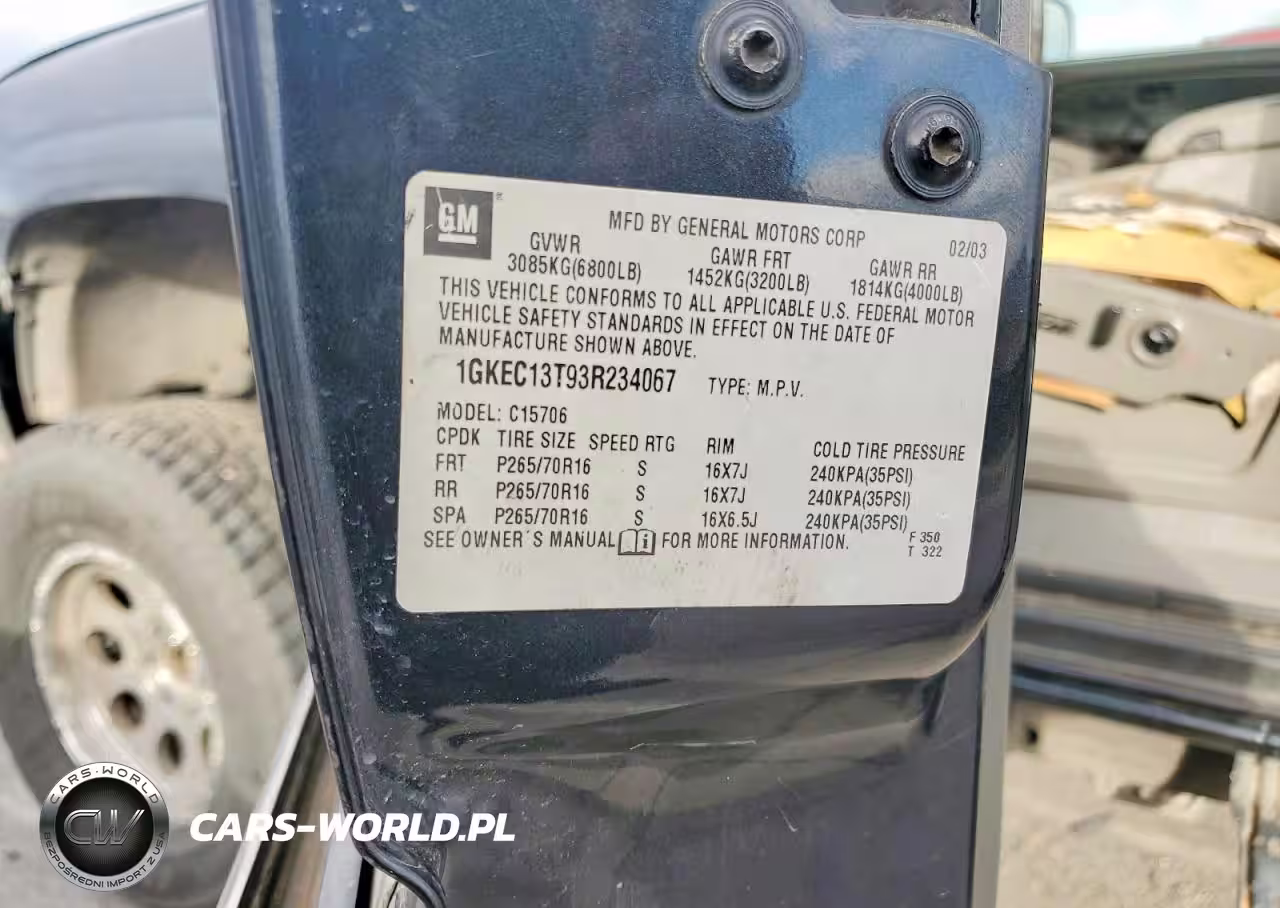 GM ®
MFD BY GENERAL MOTORS CORP 02/03
GVWR GAWR FRT GAWR RR
3085KG(6800LB) 1452KG(3200LB) 1814KG(4000LB)
THIS VEHICLE CONFORMS TO ALL APPLICABLE U.S. FEDERAL MOTOR
VEHICLE SAFETY STANDARDS IN EFFECT ON THE DATE OF
MANUFACTURE SHOWN ABOVE.
1GKEC13T93R234067 TYPE: M.P.V.
MODEL: C15706
CPDK TIRE SIZE SPEED RTG RIM COLD TIRE PRESSURE
FRT P265/70R16 S 16X7J 240KPA(35PSI)
RR P265/70R16 S 16X7J 240KPA(35PSI)
SPA P265/70R16 S 16X6.5J 240KPA(35PSI)
SEE OWNER´S MANUAL FOR MORE INFORMATION. F 350
T 322
CARS-WORLD
CW
BEZPOŚREDNI IMPORT Z USA
CARS-WORLD.PL